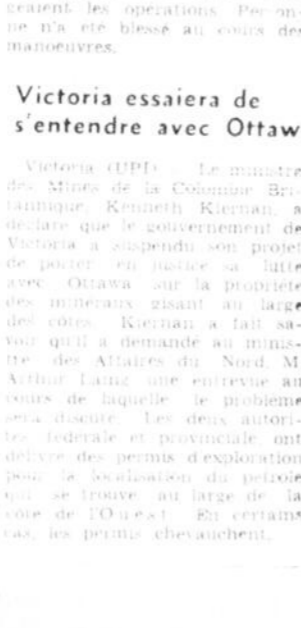 geaient les opérations Person-
ne n'a été blessé au cours des
manoeuvres.
Victoria essaiera de
s'entendre avec Ottaw
Victoria (UPI) Le ministre
des Mines de la Colombie Bri-
tannique, Kenneth Kiernan, a
déclaré que le gouvernement de
Victoria a suspendu son projet
de porter en justice sa lutte
avec Ottawa sur la propriété
des minéraux gisant au large
des côtes. Kiernan a fait sa-
voir qu'il a demandé au minis-
tre des Affaires du Nord, M
Arthur Laing une entrevue au
cours de laquelle le problème
sera discuté. Les deux autori-
tés fédérale et provinciale ont
délivré des permis d'exploration
pour la localisation du pétrole
qui se trouve au large de la
côte de l'Ouest. En certains
cas, les permis chevauchent.